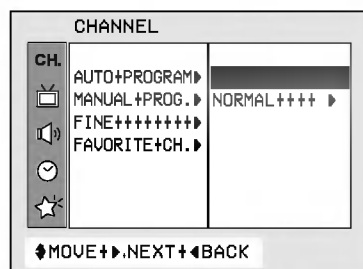 CHANNEL
CH.
AUTO+PROGRAM▶
MANUAL+PROG.▶ NORMAL++++ ▶
FINE++++++++▶
FAVORITE+CH.▶
◆MOVE+▶.NEXT+◀BACK